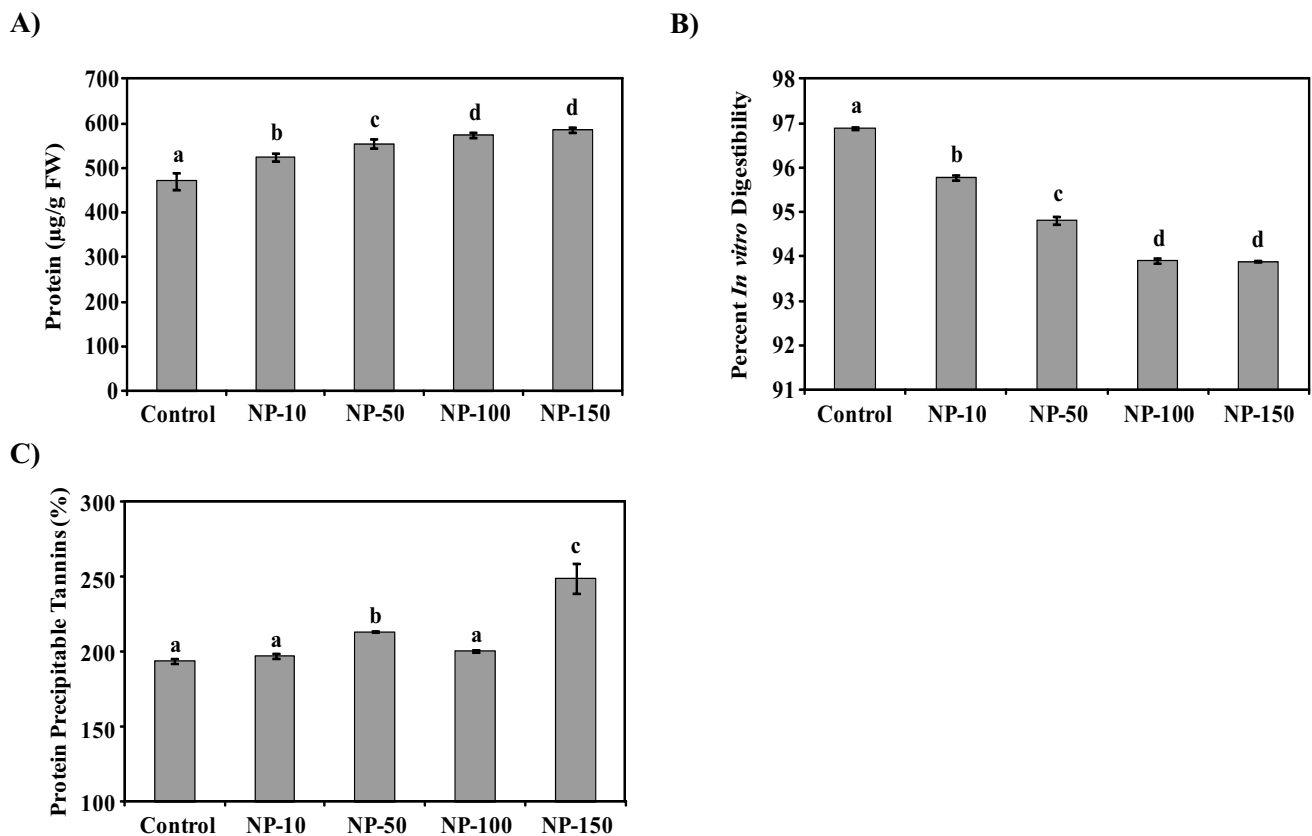 A)
Protein (µg/g FW)
700
600
500
400
300
200
100
0
a
b
c
d
d
Control NP-10 NP-50 NP-100 NP-150
B)
Percent In vitro Digestibility
98
97
96
95
94
93
92
91
a
b
c
d
d
Control NP-10 NP-50 NP-100 NP-150
C)
Protein Precipitable Tannins (%)
300
250
200
150
100
a
a
b
a
c
Control NP-10 NP-50 NP-100 NP-150